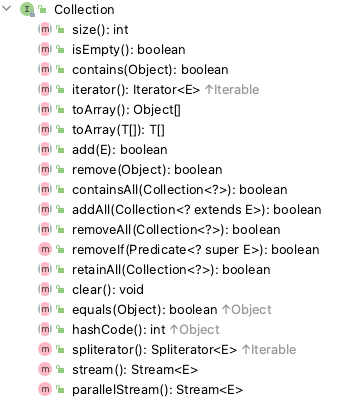 Collection
size(): int
isEmpty(): boolean
contains(Object): boolean
iterator(): Iterator<E> ↑Iterable
toArray(): Object[]
toArray(T[]): T[]
add(E): boolean
remove(Object): boolean
containsAll(Collection<?>): boolean
addAll(Collection<? extends E>): boolean
removeAll(Collection<?>): boolean
removeIf(Predicate<? super E>): boolean
retainAll(Collection<?>): boolean
clear(): void
equals(Object): boolean ↑Object
hashCode(): int ↑Object
spliterator(): Spliterator<E> ↑Iterable
stream(): Stream<E>
parallelStream(): Stream<E>